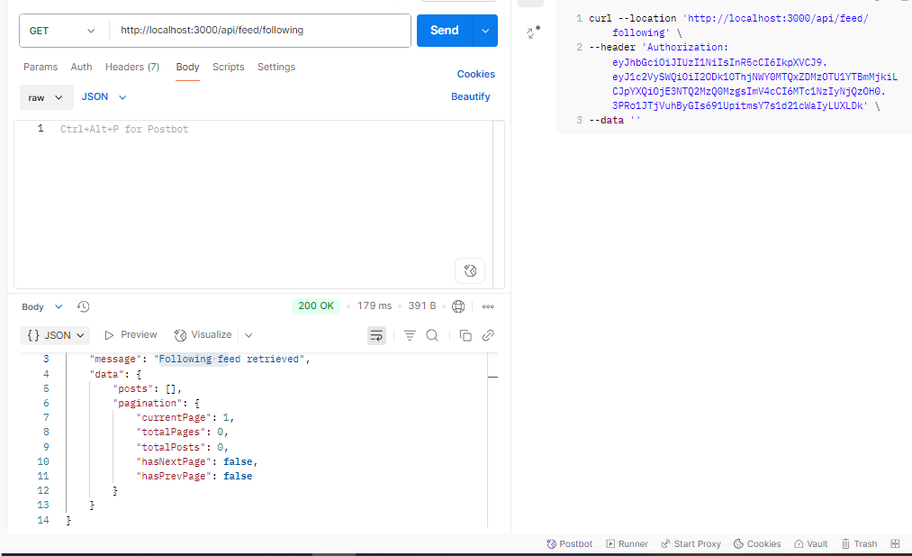 GET http://localhost:3000/api/feed/following Send
Params Auth Headers (7) Body Scripts Settings Cookies
raw JSON Beautify
1 Ctrl+Alt+P for Postbot
Body 200 OK 179 ms 391 B
{} JSON Preview Visualize
3 "message": "Following feed retrieved",
4 "data": {
5 "posts": [],
6 "pagination": {
7 "currentPage": 1,
8 "totalPages": 0,
9 "totalPosts": 0,
10 "hasNextPage": false,
11 "hasPrevPage": false
12 }
13 }
14 }
1 curl --location 'http://localhost:3000/api/feed/
following' \
2 --header 'Authorization:
3 --data ''
Postbot Runner Start Proxy Cookies Vault Trash